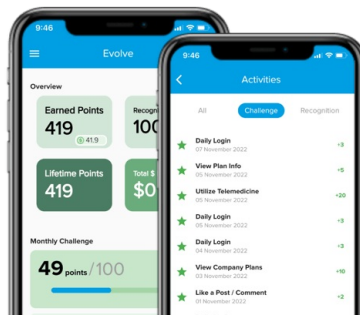 9:46
Evolve
Overview
Earned Points
419
41.9
Lifetime Points
419
Total $
Monthly Challenge
49 points/100
9:46
Activities
All
Challenge
Recognition
Daily Login
07 November 2022
+3
View Plan Info
05 November 2022
+5
Utilize Telemedicine
05 November 2022
+20
Daily Login
05 November 2022
+3
Daily Login
04 November 2022
+3
View Company Plans
03 November 2022
+10
Like a Post / Comment
01 November 2022
+2